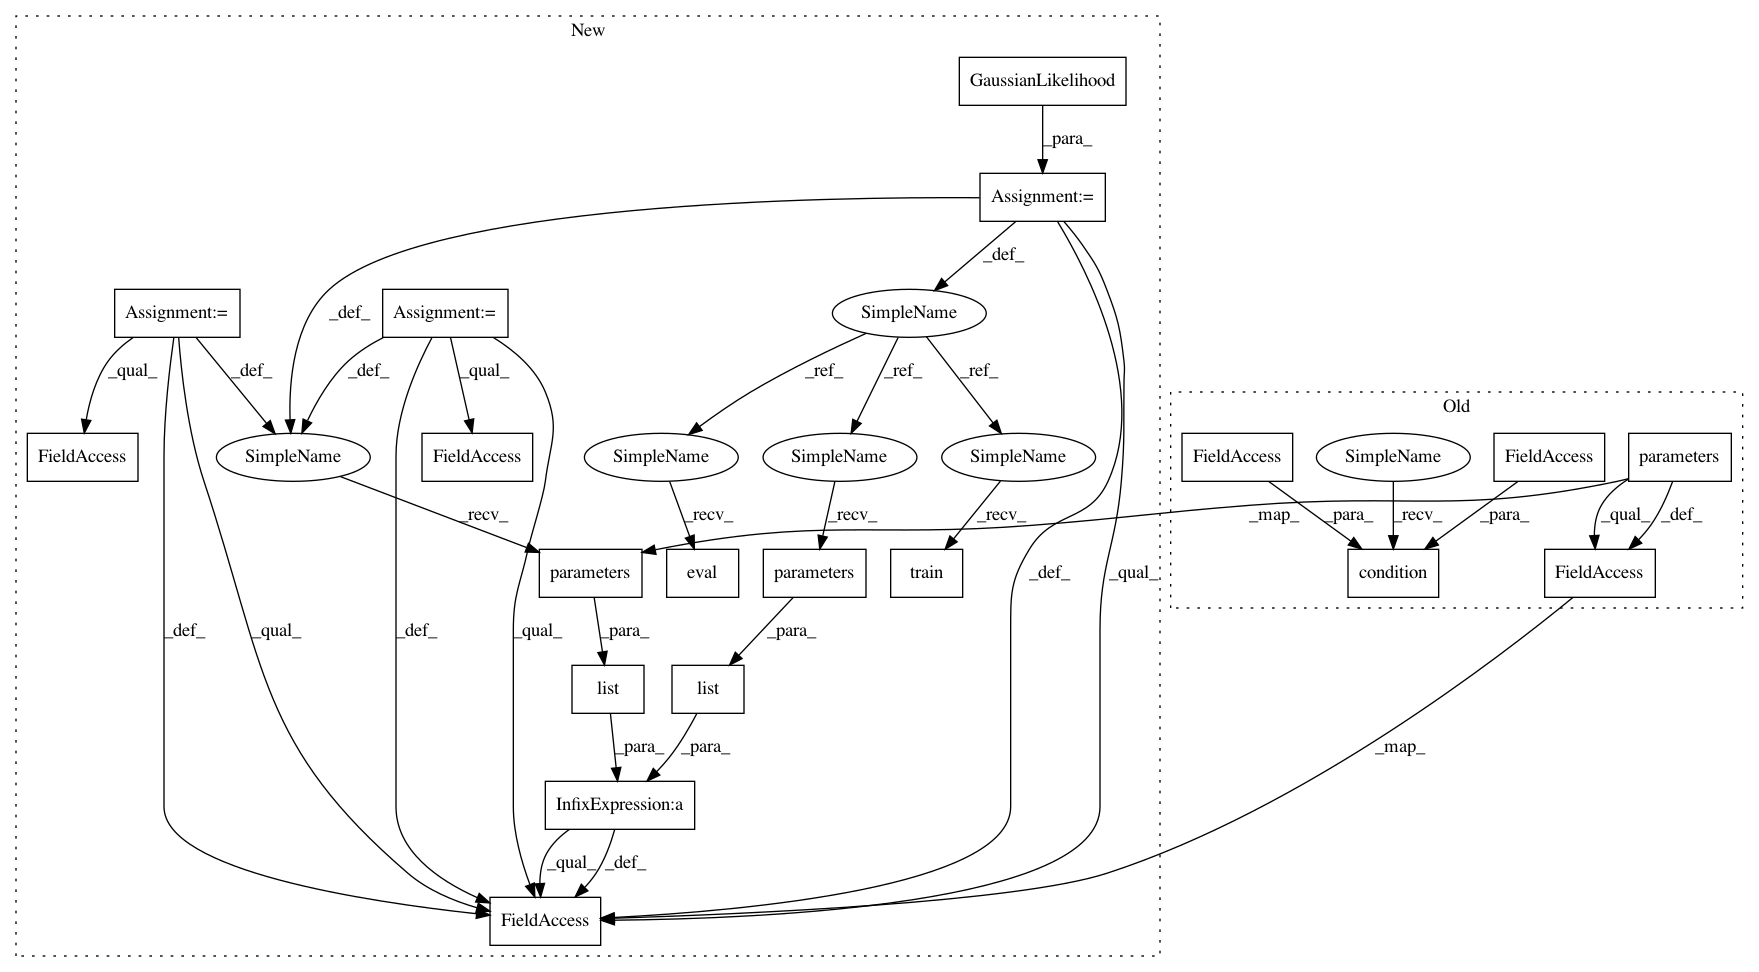 New
GaussianLikelihood
_para_
Assignment:=
_def_
Assignment:=
Assignment:=
SimpleName
_def_
_qual_
_def_
_def_
_qual_
_ref_
_ref_
_ref_
Old
FieldAccess
SimpleName
FieldAccess
SimpleName
SimpleName
SimpleName
FieldAccess
SimpleName
FieldAccess
parameters
_recv_
_recv_
_recv_
_recv_
_map_
_para_
_recv_
_para_
_qual_
_def_
parameters
eval
parameters
train
condition
FieldAccess
_def_
_qual_
_def_
_qual_
_para_
_para_
_def_
_qual_
list
list
_para_
_para_
_map_
InfixExpression:a
_qual_
_def_
FieldAccess